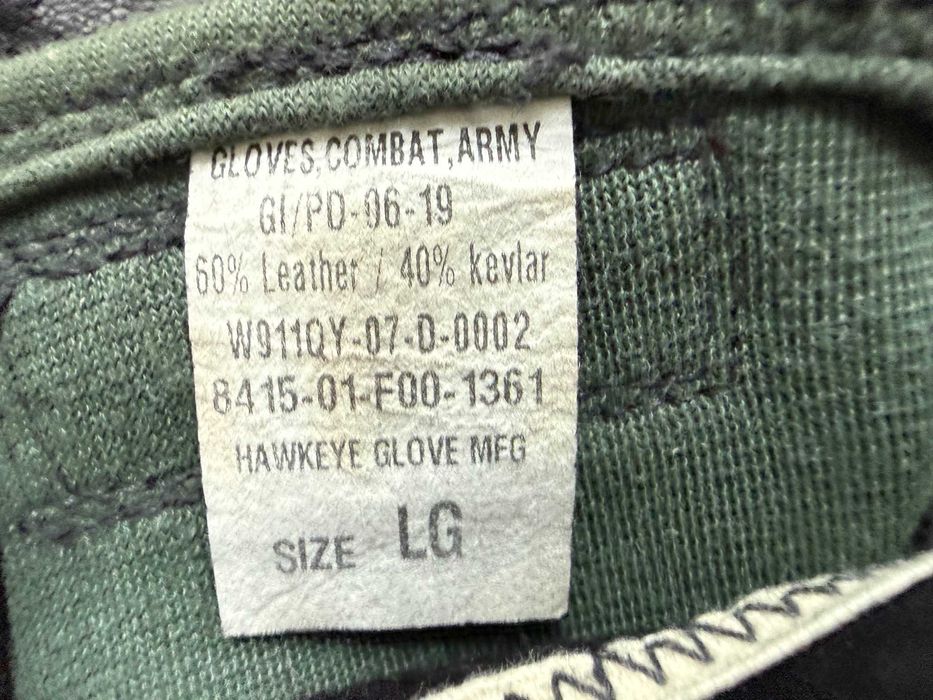 GLOVES,COMBAT,ARMY
GI/PD-06-19
60% Leather / 40% kevlar
W911QY-07-D-0002
8415-01-F00-1361
HAWKEYE GLOVE MFG
SIZE LG